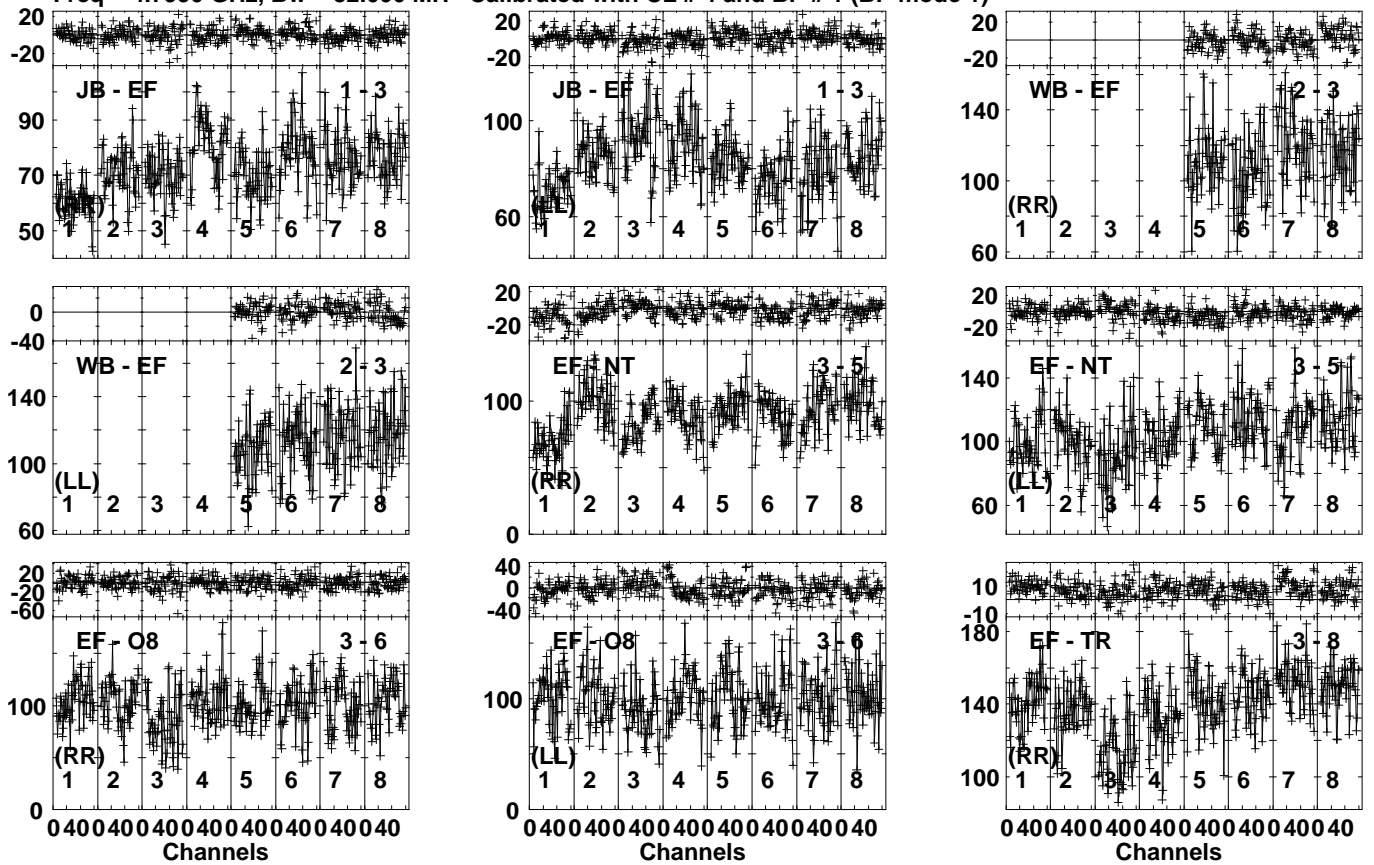 20
-20
JB - EF 1 - 3
90
70
50
(RR)
1 2 3 4 5 6 7 8
20
-20
JB - EF 1 - 3
100
60
(LL)
1 2 3 4 5 6 7 8
20
-20
WB - EF 2 - 3
140
100
60
(RR)
1 2 3 4 5 6 7 8
0
-40
WB - EF 2 - 3
140
100
60
(LL)
1 2 3 4 5 6 7 8
20
-20
EF - NT 3 - 5
100
0
(RR)
1 2 3 4 5 6 7 8
20
-20
EF - NT 3 - 5
140
100
60
(LL)
1 2 3 4 5 6 7 8
20
-20
-60
EF - O8 3 - 6
100
0
(RR)
1 2 3 4 5 6 7 8
0 40 0 40 0 40 0 40 0 40 0 40 0 40 0 40
Channels
40
0
-40
EF - O8 3 - 6
100
0
(LL)
1 2 3 4 5 6 7 8
0 40 0 40 0 40 0 40 0 40 0 40 0 40 0 40
Channels
10
-10
EF - TR 3 - 8
180
140
100
(RR)
1 2 3 4 5 6 7 8
0 40 0 40 0 40 0 40 0 40 0 40 0 40 0 40
Channels